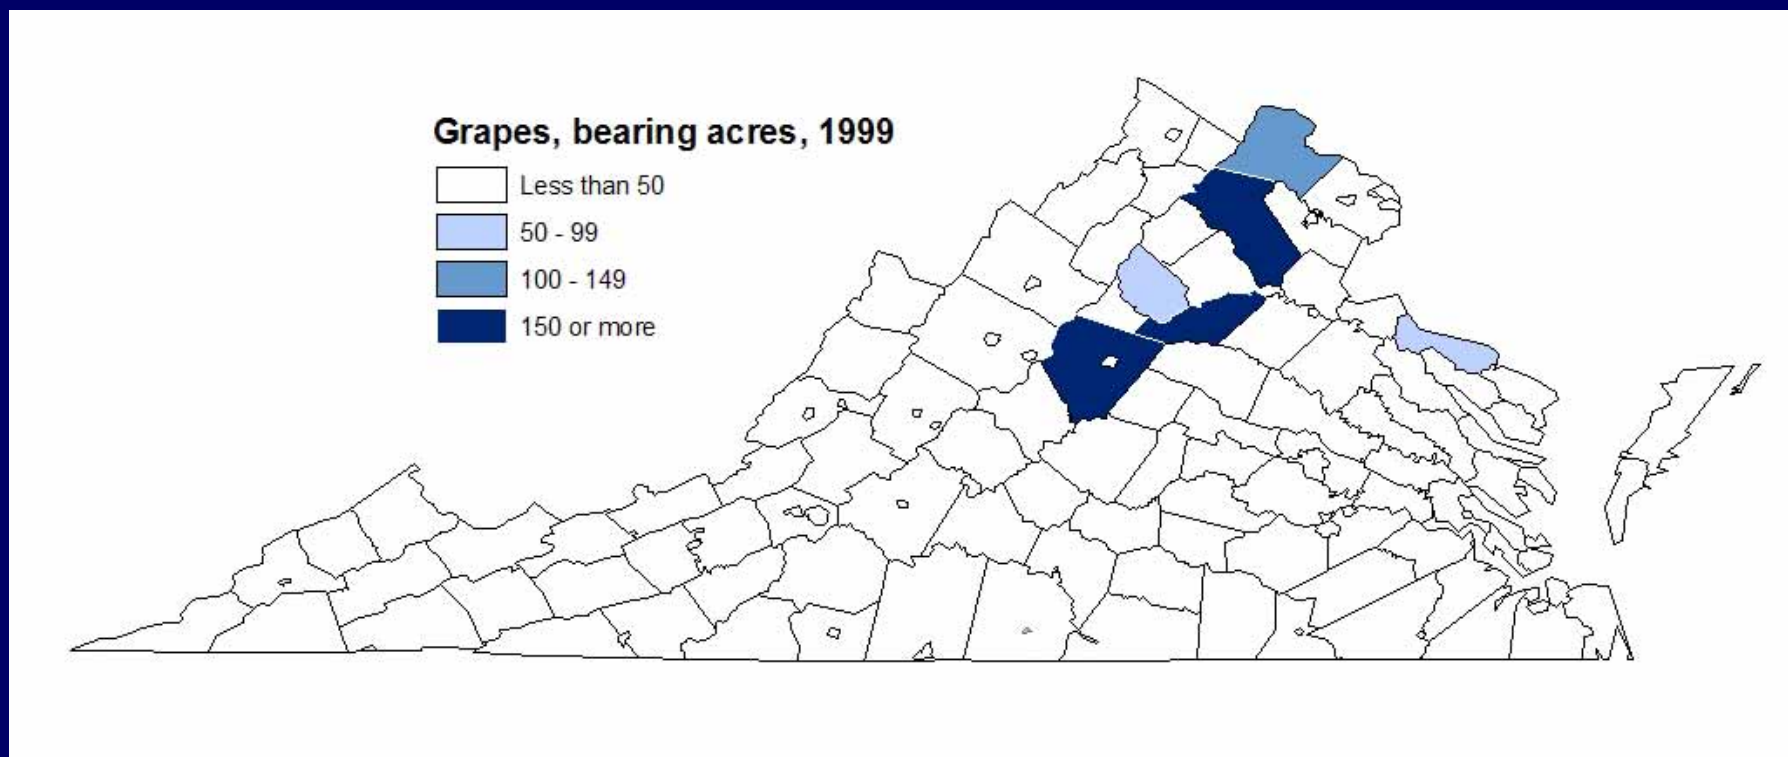 Grapes, bearing acres, 1999
Less than 50
50 - 99
100 - 149
150 or more